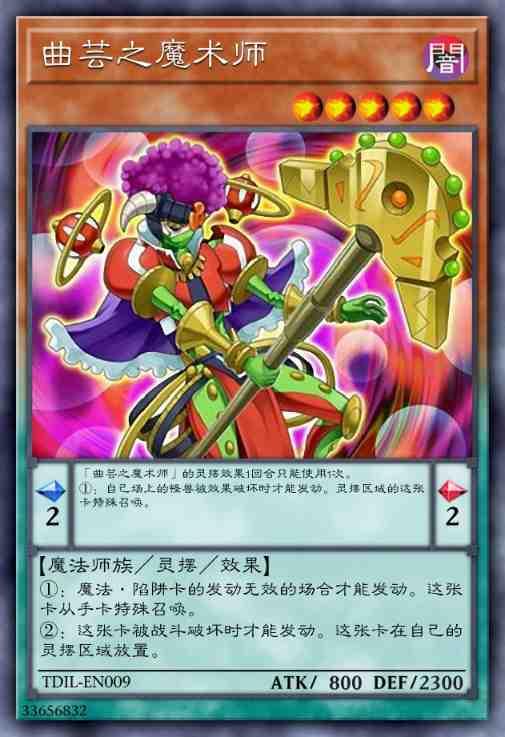 曲芸之魔术师
闇
「曲芸之魔术师」的灵摆效果1回合只能使用1次。
①：自己场上的怪兽被效果破坏时才能发动。灵摆区域的这张
卡特殊召唤。
2
2
【魔法师族／灵摆／效果】
①：魔法·陷阱卡的发动无效的场合才能发动。这张
卡从手卡特殊召唤。
②：这张卡被战斗破坏时才能发动。这张卡在自己的
灵摆区域放置。
TDIL-EN009
ATK/ 800 DEF/2300
33656832